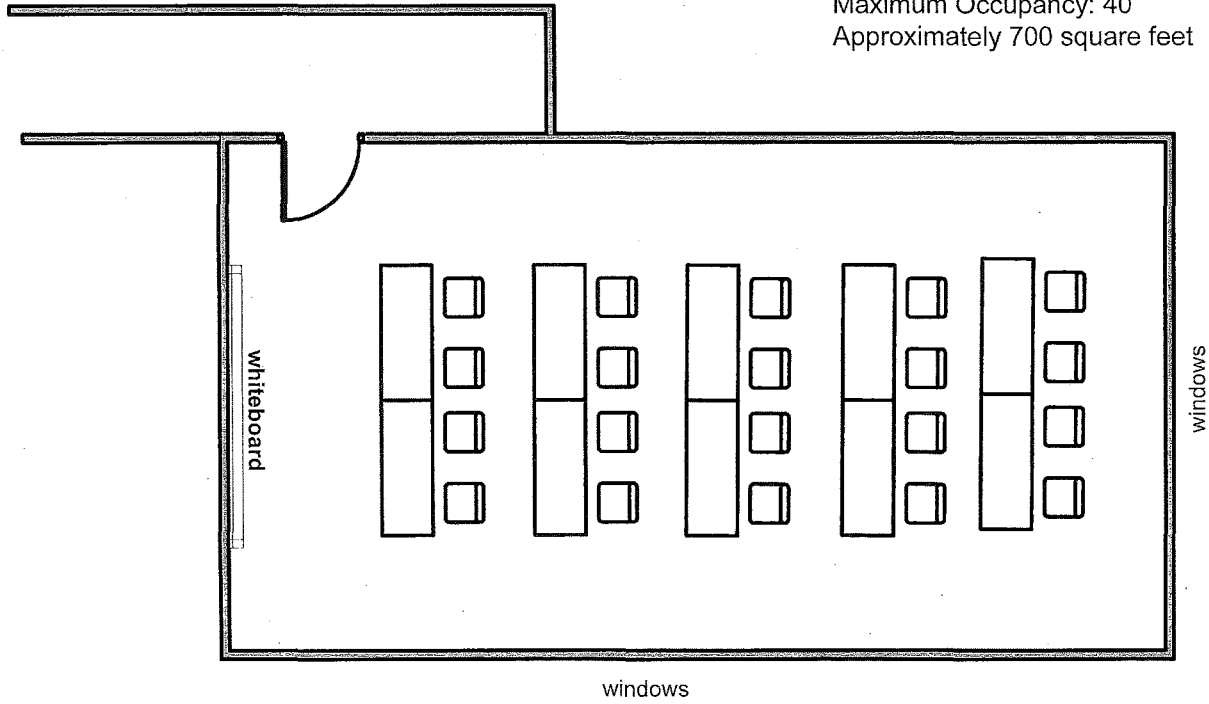 Maximum Occupancy: 40
Approximately 700 square feet
whiteboard
windows
windows